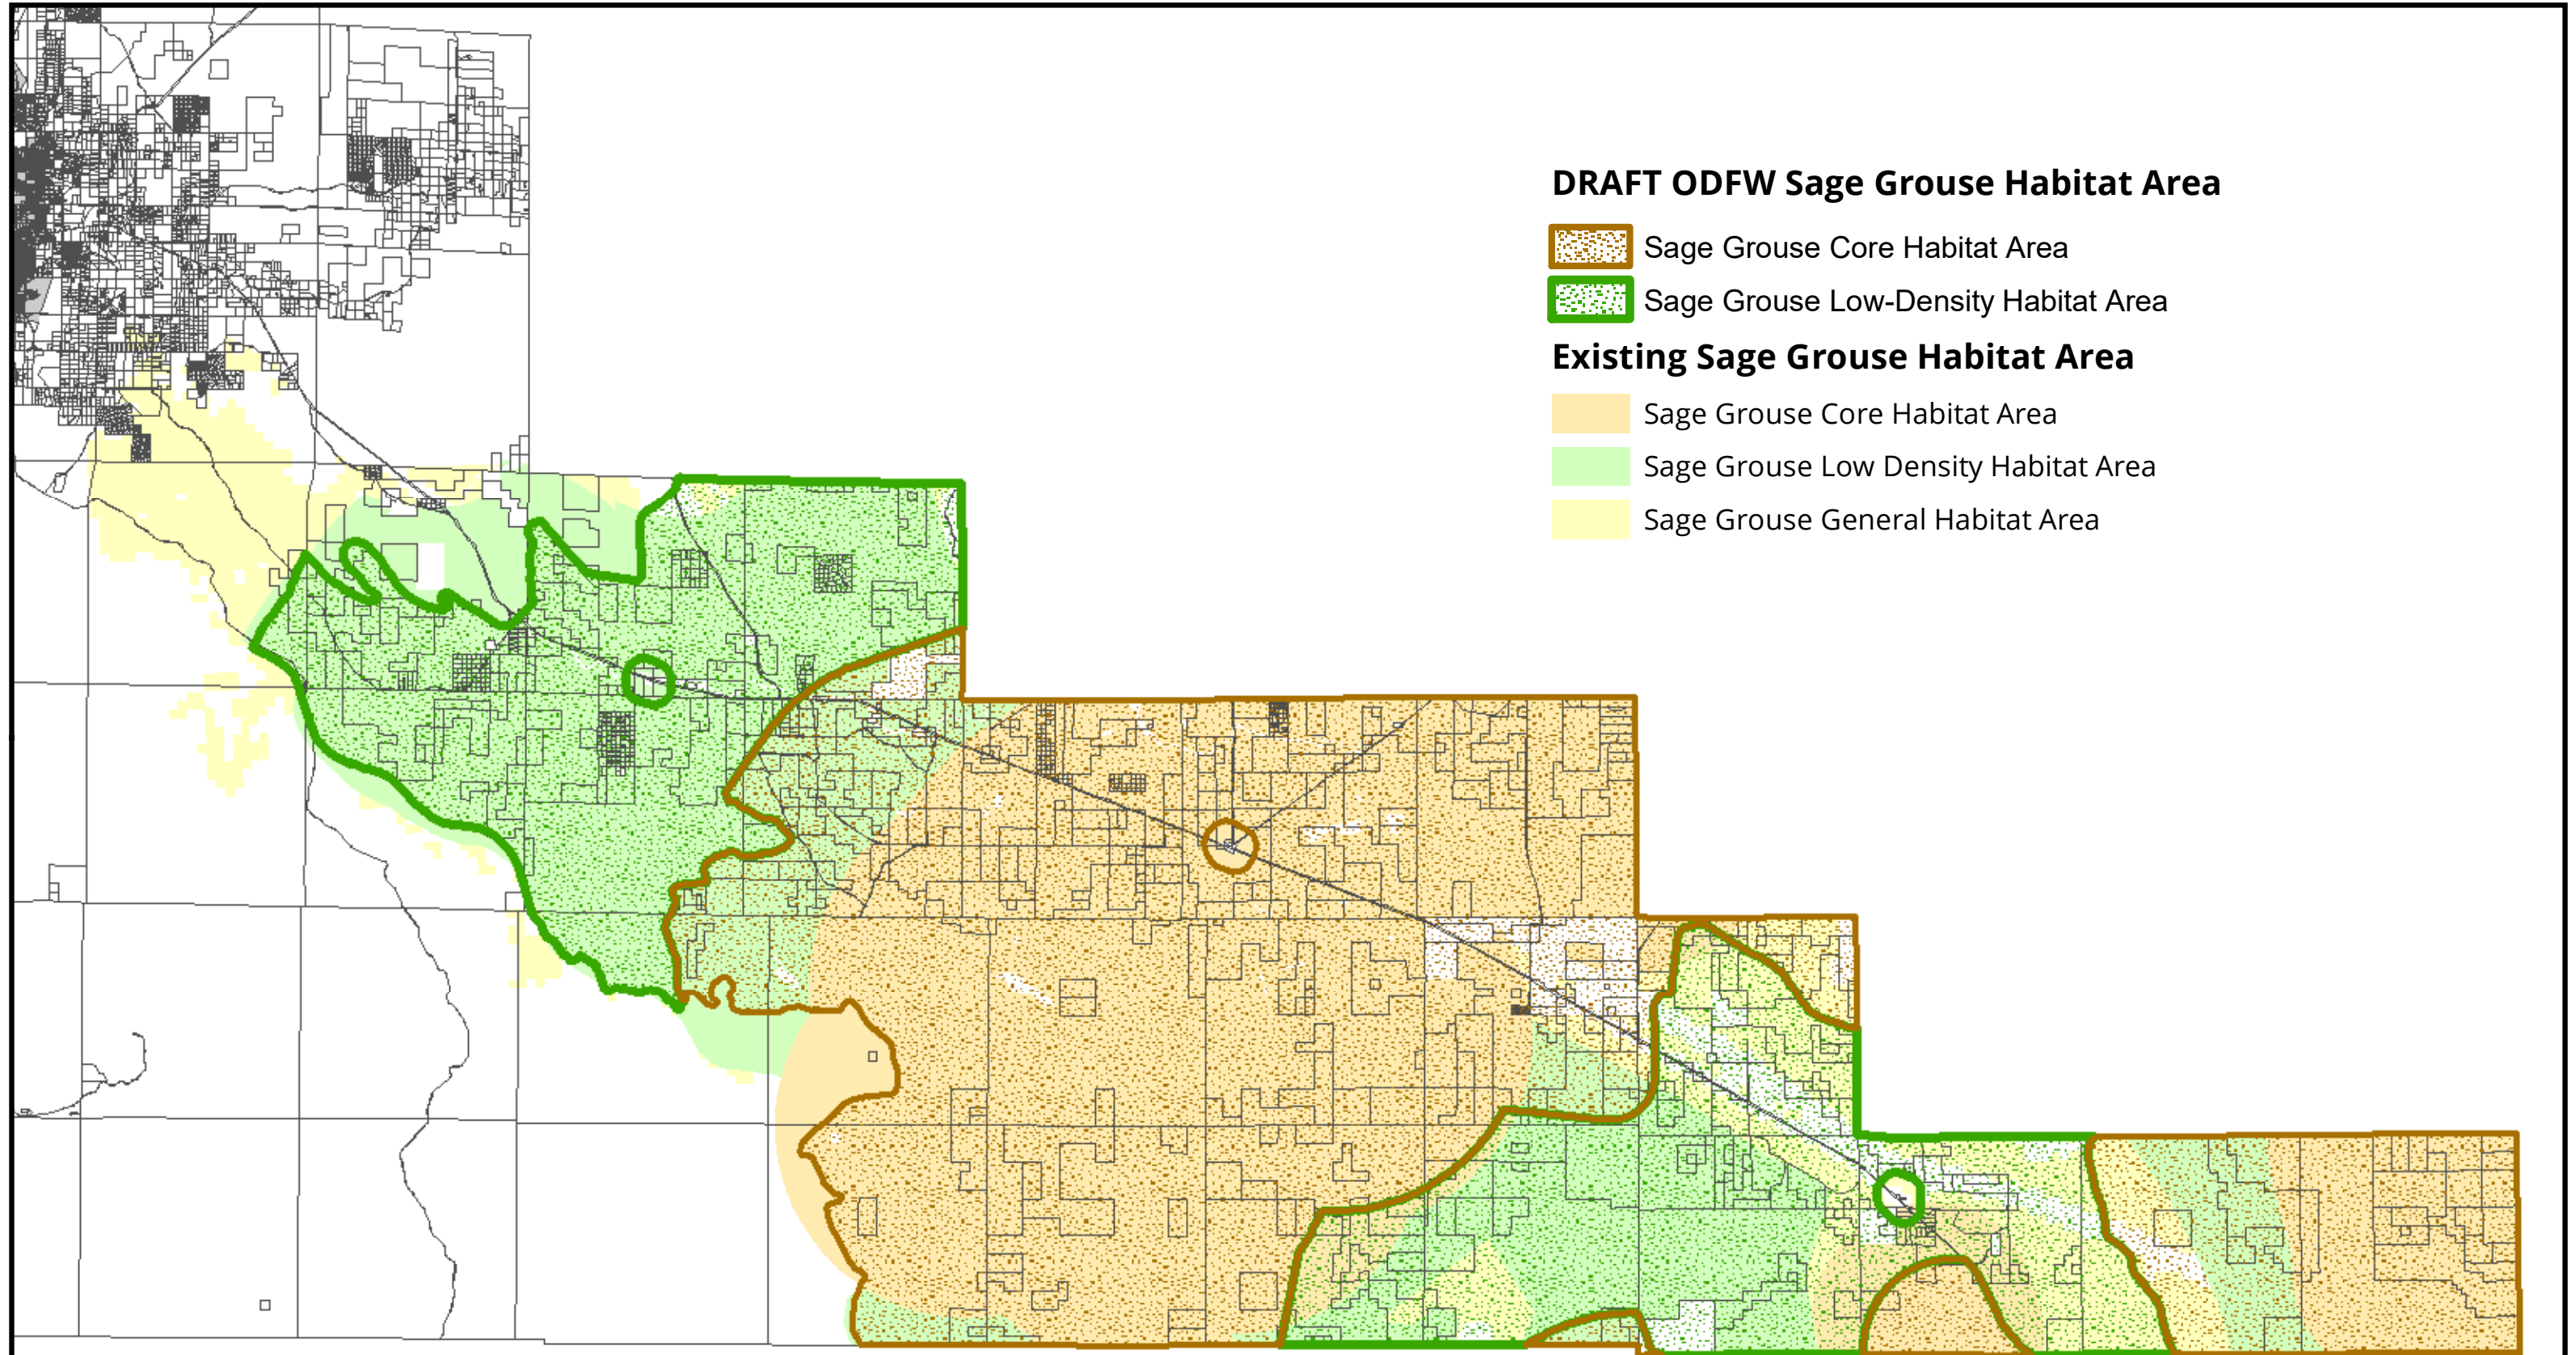 DRAFT ODFW Sage Grouse Habitat Area
Sage Grouse Core Habitat Area
Sage Grouse Low-Density Habitat Area
Existing Sage Grouse Habitat Area
Sage Grouse Core Habitat Area
Sage Grouse Low Density Habitat Area
Sage Grouse General Habitat Area